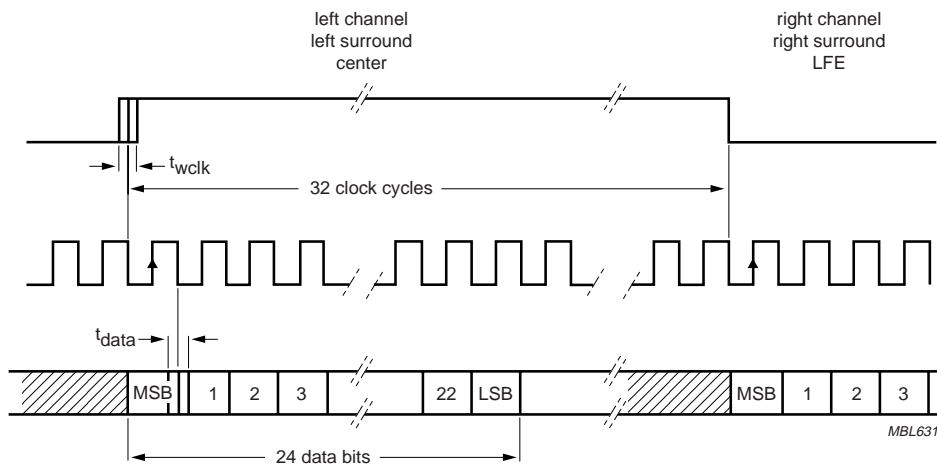 left channel
left surround
center
right channel
right surround
LFE
twclk
32 clock cycles
tdata
MSB 1 2 3 22 LSB MSB 1 2 3
MBL631
24 data bits